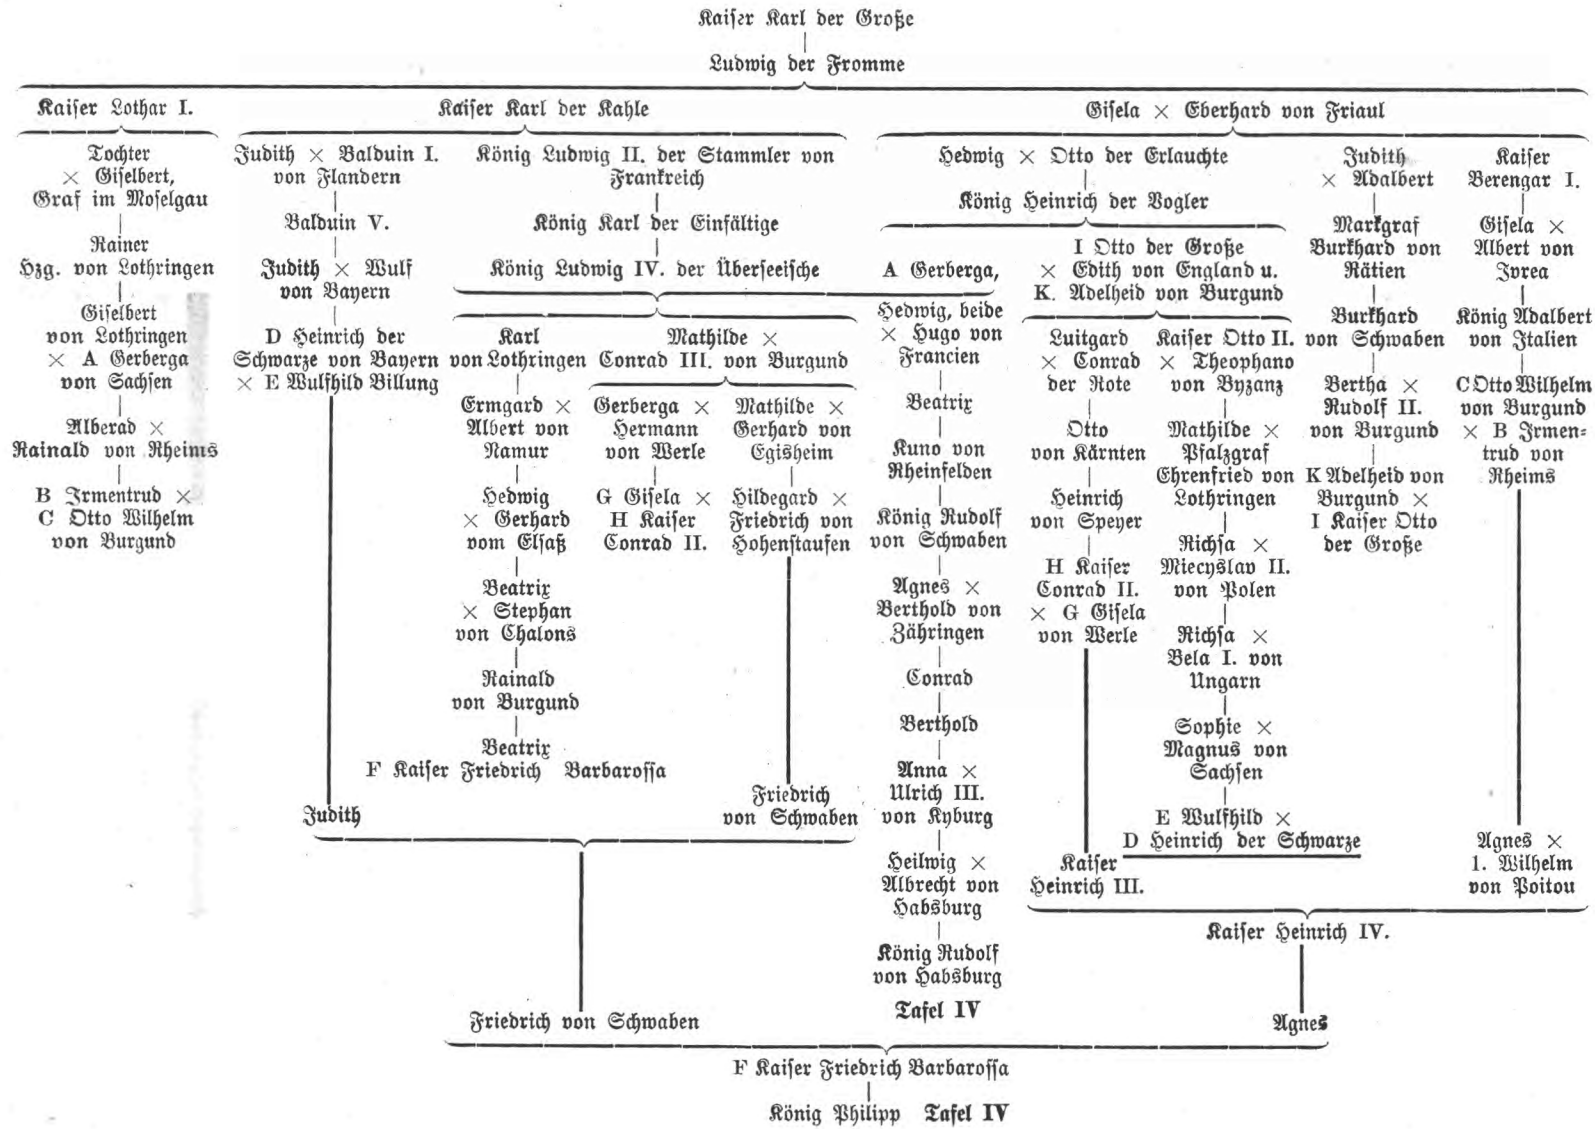 Kaiser Karl der Große
Ludwig der Fromme
Kaiser Lothar I.
Kaiser Karl der Kahle
Gisela × Eberhard von Friaul
Tochter
× Giselbert,
Graf im Moselgau
Rainer
Hzg. von Lothringen
Giselbert
von Lothringen
× A Gerberga
von Sachsen
Alberad ×
Rainald von Rheims
B Irmentrud ×
C Otto Wilhelm
von Burgund
Judith × Balduin I.
von Flandern
Balduin V.
Judith × Wulf
von Bayern
D Heinrich der
Schwarze von Bayern
× E Wulfhild Billung
Judith
König Ludwig II. der Stammler von
Frankreich
König Karl der Einfältige
König Ludwig IV. der Überseeische
Karl
von Lothringen
Ermgard ×
Albert von
Namur
Hedwig
× Gerhard
vom Elsaß
Beatrix
× Stephan
von Chalons
Rainald
von Burgund
Beatrix
F Kaiser Friedrich Barbarossa
Mathilde ×
Conrad III. von Burgund
Gerberga ×
Hermann
von Werle
G Gisela ×
H Kaiser
Conrad II.
Mathilde ×
Gerhard von
Egisheim
Hildegard ×
Friedrich von
Hohenstaufen
Friedrich
von Schwaben
Hedwig × Otto der Erlauchte
König Heinrich der Vogler
A Gerberga,
Hedwig, beide
× Hugo von
Francien
Beatrix
Kuno von
Rheinfelden
König Rudolf
von Schwaben
Agnes ×
Berthold von
Zähringen
Conrad
Berthold
Anna ×
Ulrich III.
von Kyburg
Heilwig ×
Albrecht von
Habsburg
König Rudolf
von Habsburg
Tafel IV
I Otto der Große
× Edith von England u.
K. Adelheid von Burgund
Luitgard
× Conrad
der Rote
Otto
von Kärnten
Heinrich
von Speyer
H Kaiser
Conrad II.
× G Gisela
von Werle
Kaiser
Heinrich III.
Kaiser Otto II.
× Theophano
von Byzanz
Mathilde ×
Pfalzgraf
Ehrenfried von
Lothringen
Richsa ×
Miecyslav II.
von Polen
Richsa ×
Bela I. von
Ungarn
Sophie ×
Magnus von
Sachsen
E Wulfhild ×
D Heinrich der Schwarze
Judith
× Adalbert
Markgraf
Burkhard von
Rätien
Burkhard
von Schwaben
Bertha ×
Rudolf II.
von Burgund
K Adelheid von
Burgund ×
I Kaiser Otto
der Große
Kaiser
Berengar I.
Gisela ×
Albert von
Ivrea
König Adalbert
von Italien
C Otto Wilhelm
von Burgund
× B Irmen-
trud von
Rheims
Agnes ×
1. Wilhelm
von Poitou
Kaiser Heinrich IV.
Friedrich von Schwaben
Agnes
F Kaiser Friedrich Barbarossa
König Philipp Tafel IV